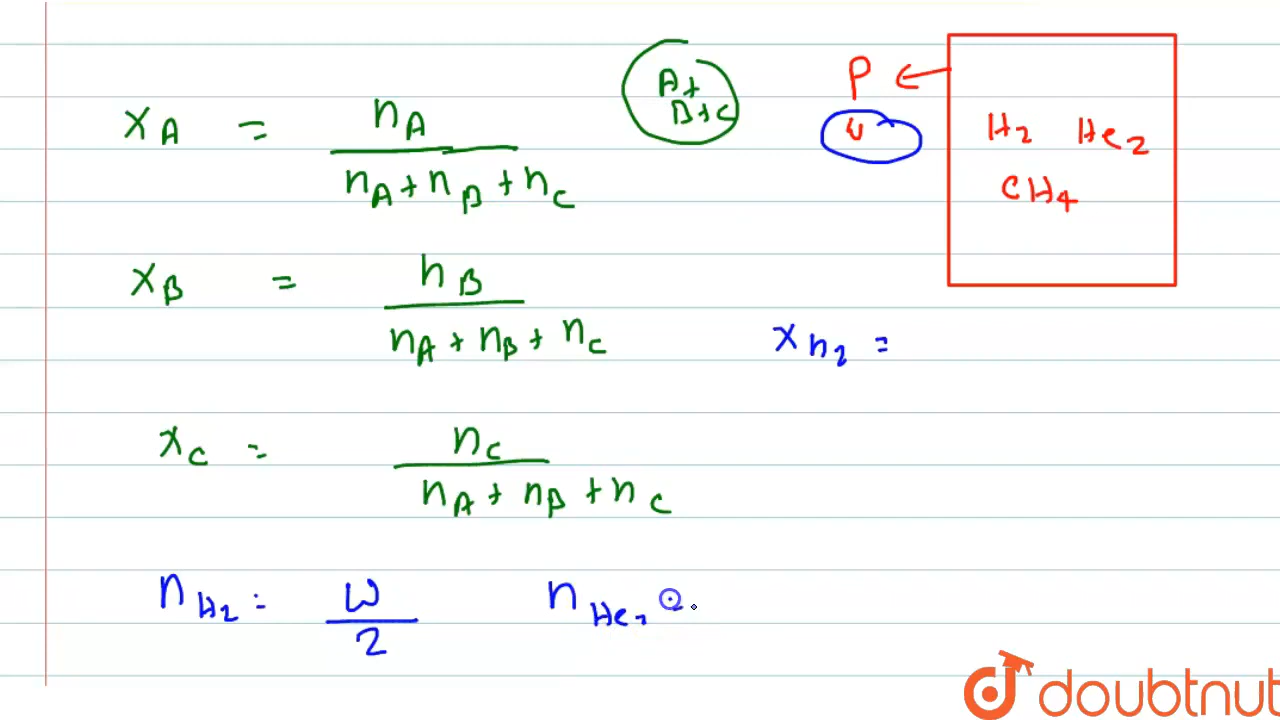 x_A = n_A / (n_A + n_B + n_C)
A +
B + C
P ←
H₂ He₂
CH₄
x_B = n_B / (n_A + n_B + n_C)
x_n₂ =
x_C = n_C / (n_A + n_B + n_C)
n_H₂ = W / 2
n_He₂
doubtnut